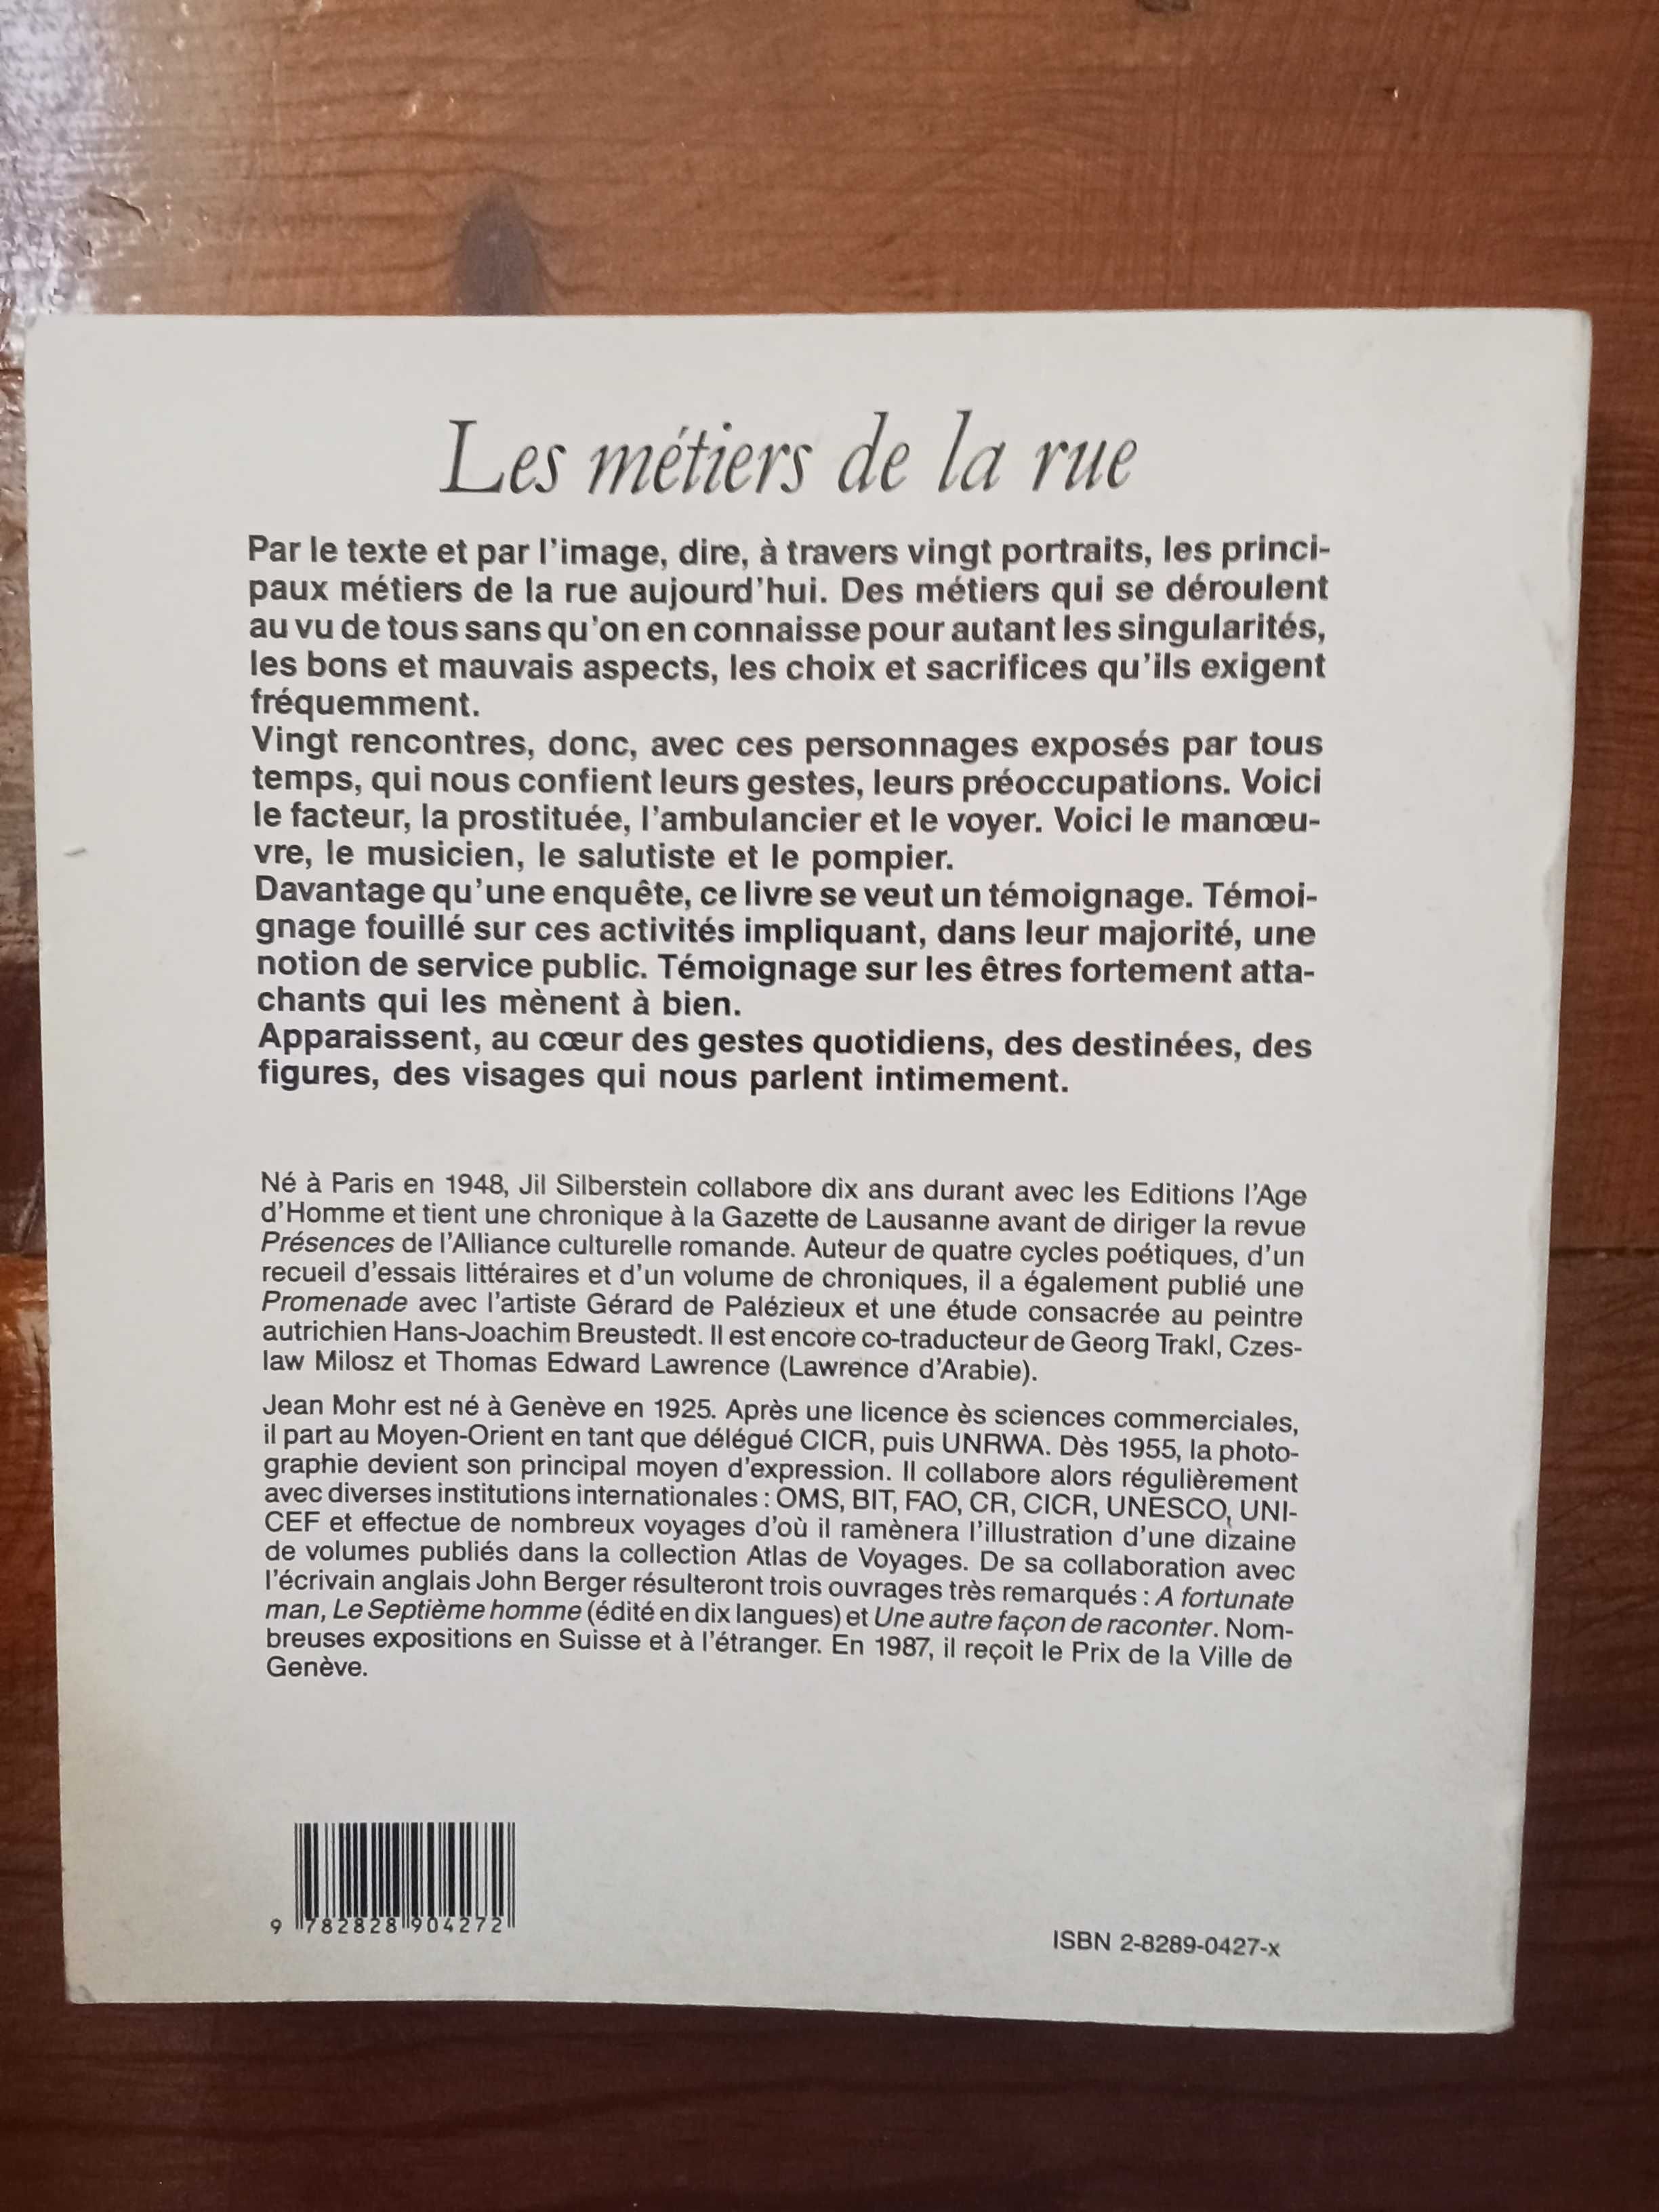 Les métiers de la rue
Par le texte et par l'image, dire, à travers vingt portraits, les princi-
paux métiers de la rue aujourd'hui. Des métiers qui se déroulent
au vu de tous sans qu'on en connaisse pour autant les singularités,
les bons et mauvais aspects, les choix et sacrifices qu'ils exigent
fréquemment.
Vingt rencontres, donc, avec ces personnages exposés par tous
temps, qui nous confient leurs gestes, leurs préoccupations. Voici
le facteur, la prostituée, l'ambulancier et le voyer. Voici le manœu-
vre, le musicien, le salutiste et le pompier.
Davantage qu'une enquête, ce livre se veut un témoignage. Témoi-
gnage fouillé sur ces activités impliquant, dans leur majorité, une
notion de service public. Témoignage sur les êtres fortement atta-
chants qui les mènent à bien.
Apparaissent, au cœur des gestes quotidiens, des destinées, des
figures, des visages qui nous parlent intimement.
Né à Paris en 1948, Jil Silberstein collabore dix ans durant avec les Editions l'Age
d'Homme et tient une chronique à la Gazette de Lausanne avant de diriger la revue
Présences de l'Alliance culturelle romande. Auteur de quatre cycles poétiques, d'un
recueil d'essais littéraires et d'un volume de chroniques, il a également publié une
Promenade avec l'artiste Gérard de Palézieux et une étude consacrée au peintre
autrichien Hans-Joachim Breustedt. Il est encore co-traducteur de Georg Trakl, Czes-
law Milosz et Thomas Edward Lawrence (Lawrence d'Arabie).
Jean Mohr est né à Genève en 1925. Après une licence ès sciences commerciales,
il part au Moyen-Orient en tant que délégué CICR, puis UNRWA. Dès 1955, la photo-
graphie devient son principal moyen d'expression. Il collabore alors régulièrement
avec diverses institutions internationales : OMS, BIT, FAO, CR, CICR, UNESCO, UNI-
CEF et effectue de nombreux voyages d'où il ramènera l'illustration d'une dizaine
de volumes publiés dans la collection Atlas de Voyages. De sa collaboration avec
l'écrivain anglais John Berger résulteront trois ouvrages très remarqués : A fortunate
man, Le Septième homme (édité en dix langues) et Une autre façon de raconter. Nom-
breuses expositions en Suisse et à l'étranger. En 1987, il reçoit le Prix de la Ville de
Genève.
9 782828 904272
ISBN 2-8289-0427-x